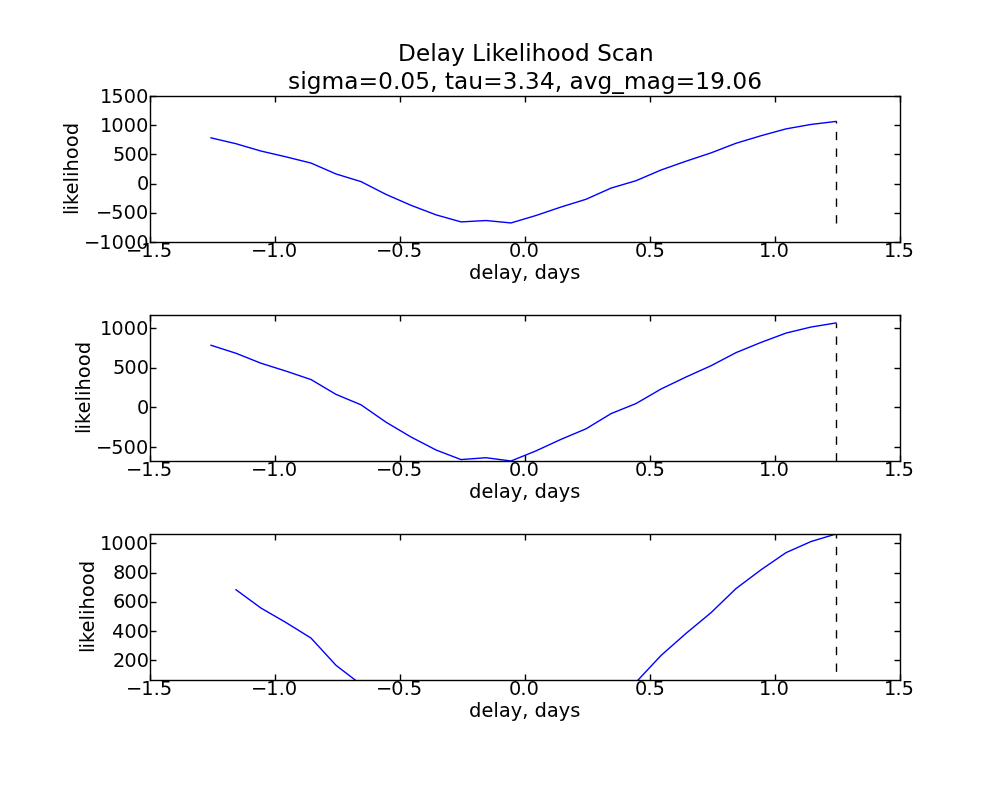 Delay Likelihood Scan
sigma=0.05, tau=3.34, avg_mag=19.06
1500
1000
500
0
−500
−1000
likelihood
−1.5 −1.0 −0.5 0.0 0.5 1.0 1.5
delay, days
1000
500
0
−500
likelihood
−1.5 −1.0 −0.5 0.0 0.5 1.0 1.5
delay, days
1000
800
600
400
200
likelihood
−1.5 −1.0 −0.5 0.0 0.5 1.0 1.5
delay, days